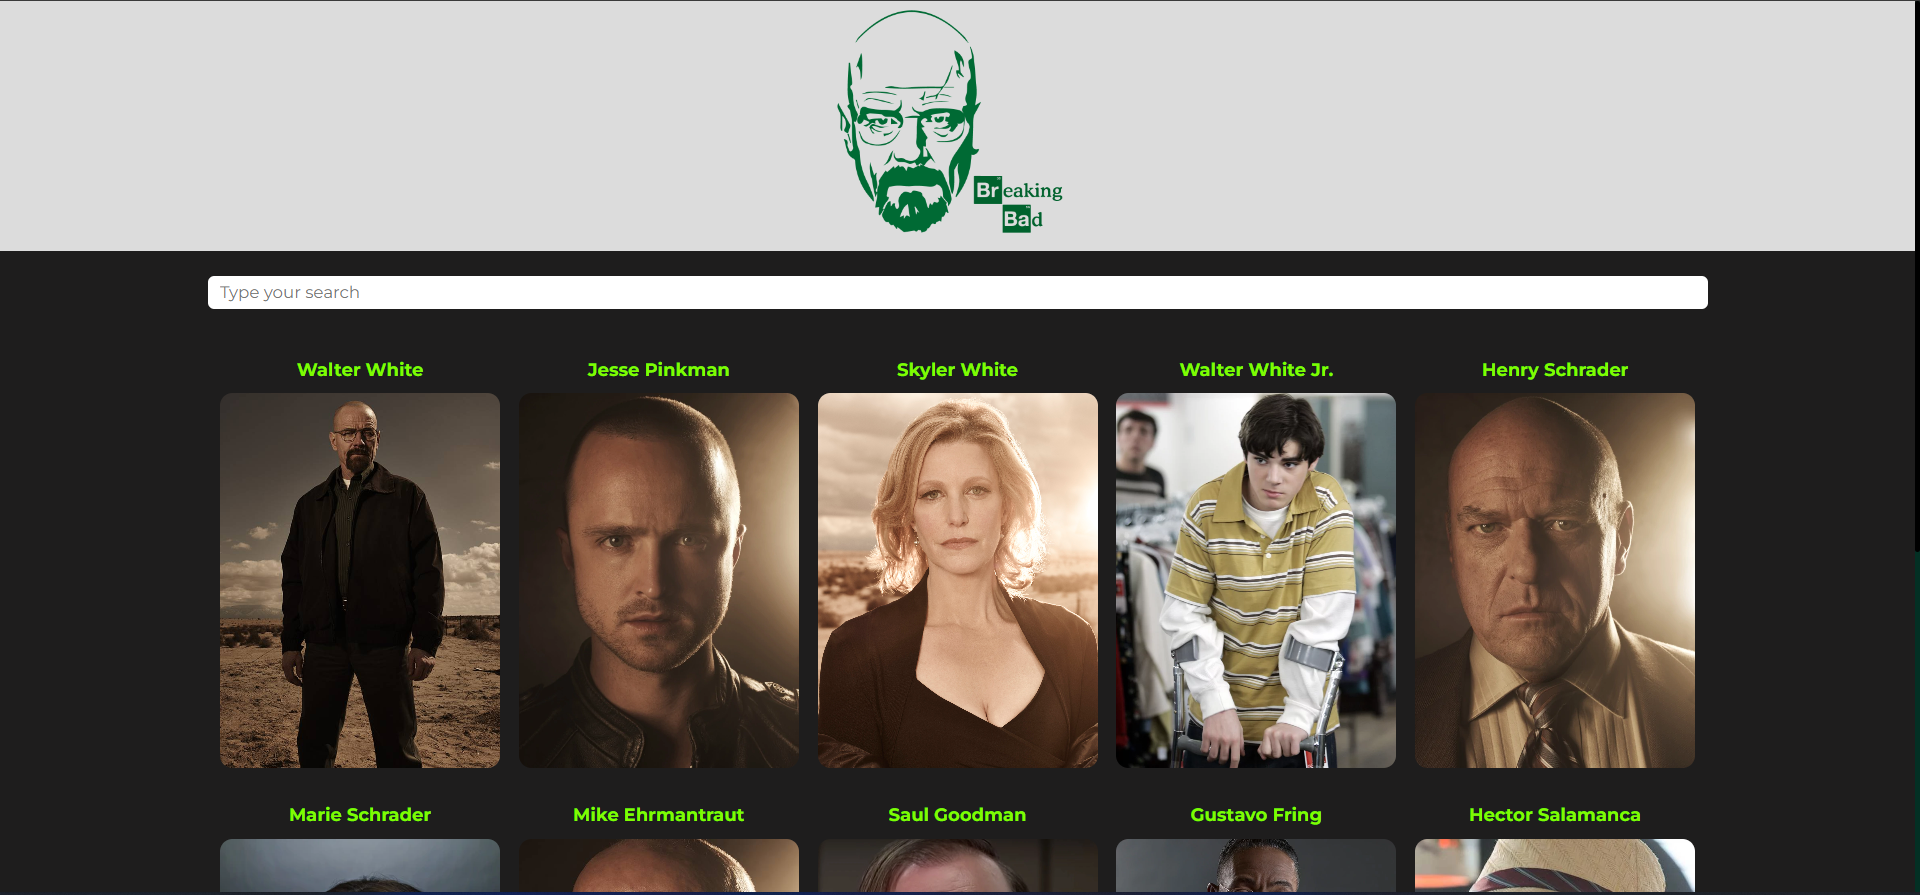 Breaking
Bad
Type your search
Walter White
Jesse Pinkman
Skyler White
Walter White Jr.
Henry Schrader
Marie Schrader
Mike Ehrmantraut
Saul Goodman
Gustavo Fring
Hector Salamanca